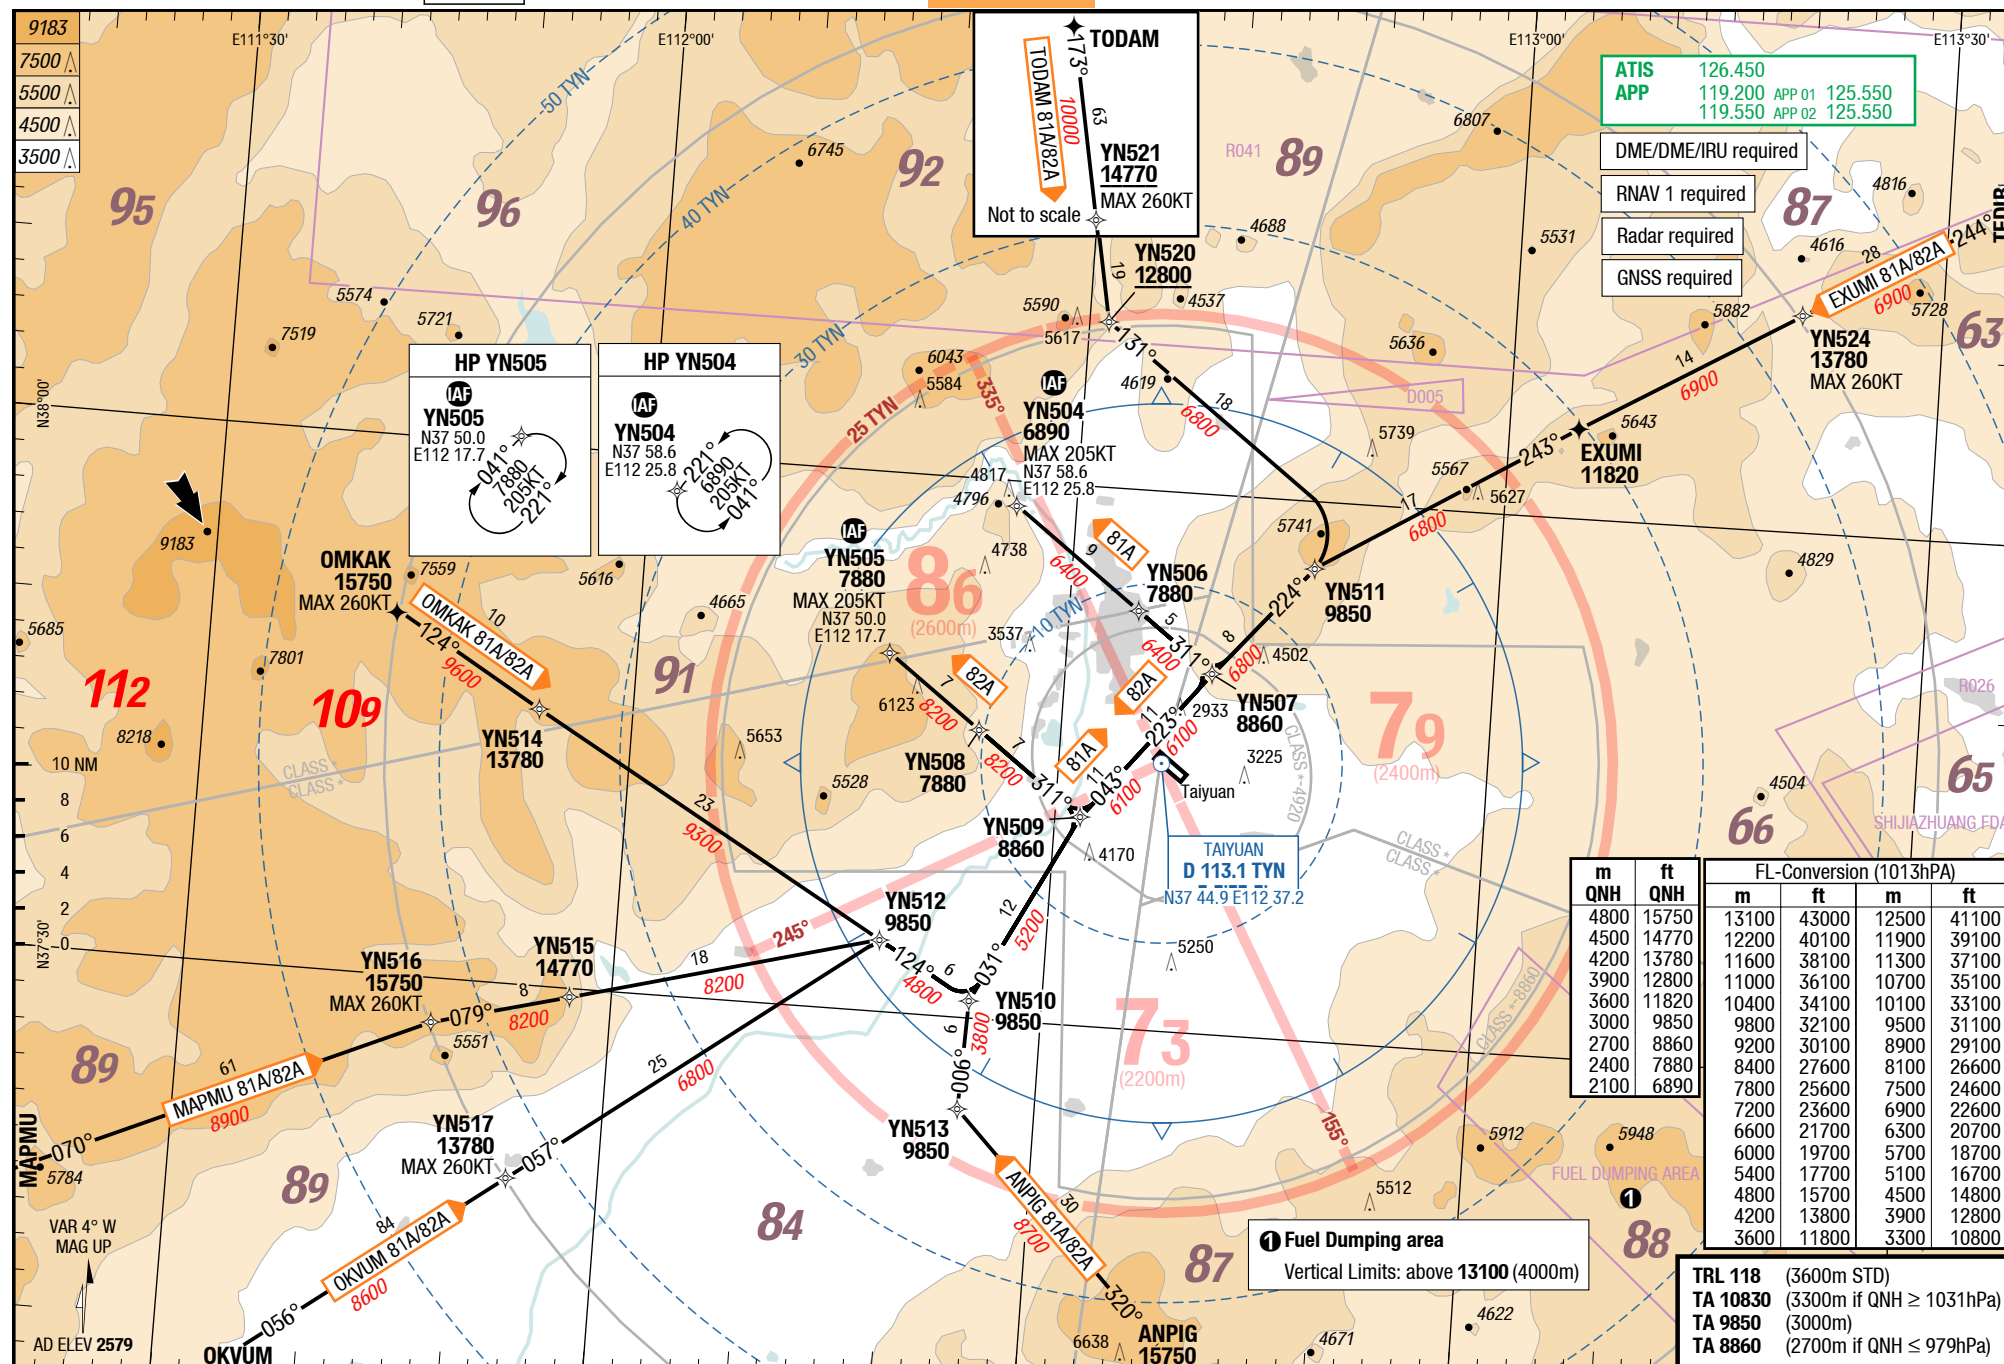 9183
7500
5500
4500
3500
E111°30'
E112°00'
E113°00'
E113°30'
50 TYN
40 TYN
30 TYN
25 TYN
10 TYN
TODAM
173°
TODAM 81A/82A
10000
63
YN521
14770
MAX 260KT
Not to scale
ATIS 126.450
APP 119.200 APP 01 125.550
119.550 APP 02 125.550
DME/DME/IRU required
RNAV 1 required
Radar required
GNSS required
95
96
92
89
87
63
6745
6807
4816
R041
4688
5531
4616
5728
TEDIB
244°
28
EXUMI 81A/82A
6900
YN520
12800
19
5590
5617
4537
5574
5721
7519
6043
5584
335°
131°
4619
18
6800
5636
5882
D005
YN524
13780
MAX 260KT
14
6900
5643
5739
5567
5627
243°
EXUMI
11820
17
6800
N38°00'
HP YN505
IAF
YN505
N37 50.0
E112 17.7
041°
7880
205KT
221°
HP YN504
IAF
YN504
N37 58.6
E112 25.8
221°
6890
205KT
041°
IAF
YN504
6890
MAX 205KT
N37 58.6
E112 25.8
4817
4796
4738
IAF
YN505
7880
MAX 205KT
N37 50.0
E112 17.7
86
(2600m)
3537
81A
9
6400
YN506
7880
5
6400
311°
5741
4829
YN511
9850
224°
8
6800
4502
9183
OMKAK
15750
MAX 260KT
7559
5616
4665
OMKAK 81A/82A
10
124°
9600
5685
7801
112
109
91
8218
YN514
13780
5653
5528
6123
7
82A
8200
YN508
7880
7
8200
311°
82A
11
223°
6100
2933
YN507
8860
3225
79
(2400m)
R026
81A
11
043°
6100
Taiyuan
CLASS*-4920
4504
65
66
SHIJIAZHUANG FDA
10 NM
8
6
4
2
0
CLASS *
CLASS *
23
9300
YN509
8860
4170
TAIYUAN
D 113.1 TYN
N37 44.9 E112 37.2
CLASS *
CLASS *
N37°30'
YN512
9850
245°
12
5200
5250
YN516
15750
MAX 260KT
YN515
14770
18
8200
8
8200
079°
5551
124°
6
4800
031°
YN510
9850
6
3800
006°
73
(2200m)
CLASS*-8860
89
61
MAPMU 81A/82A
8900
070°
MAPMU
5784
25
6800
YN517
13780
MAX 260KT
057°
YN513
9850
155°
5912
5948
FUEL DUMPING AREA
1
5512
88
89
84
87
84
OKVUM 81A/82A
8600
056°
OKVUM
VAR 4° W
MAG UP
AD ELEV 2579
30
ANPIG 81A/82A
8700
320°
ANPIG
15750
6638
4671
4622
1 Fuel Dumping area
Vertical Limits: above 13100 (4000m)
m ft
QNH QNH
4800 15750
4500 14770
4200 13780
3900 12800
3600 11820
3000 9850
2700 8860
2400 7880
2100 6890
FL-Conversion (1013hPA)
m ft m ft
13100 43000 12500 41100
12200 40100 11900 39100
11600 38100 11300 37100
11000 36100 10700 35100
10400 34100 10100 33100
9800 32100 9500 31100
9200 30100 8900 29100
8400 27600 8100 26600
7800 25600 7500 24600
7200 23600 6900 22600
6600 21700 6300 20700
6000 19700 5700 18700
5400 17700 5100 16700
4800 15700 4500 14800
4200 13800 3900 12800
3600 11800 3300 10800
TRL 118 (3600m STD)
TA 10830 (3300m if QNH ≥ 1031hPa)
TA 9850 (3000m)
TA 8860 (2700m if QNH ≤ 979hPa)